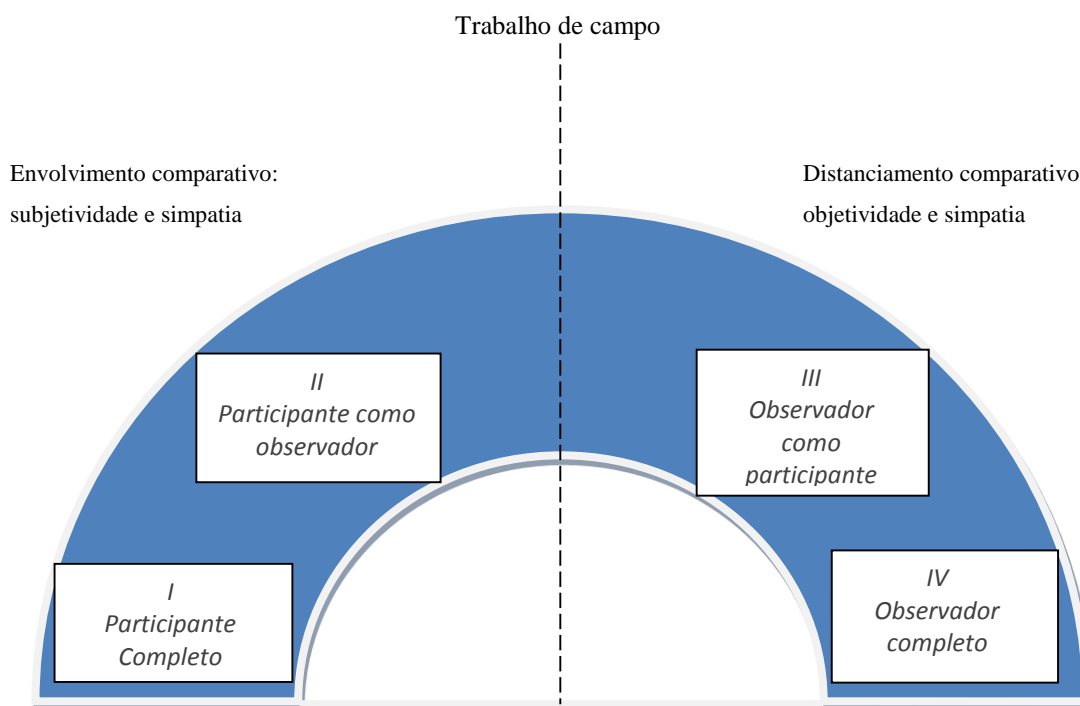 Trabalho de campo
Envolvimento comparativo:
subjetividade e simpatia
Distanciamento comparativo
objetividade e simpatia
II
Participante como
observador
III
Observador
como
participante
I
Participante
Completo
IV
Observador
completo